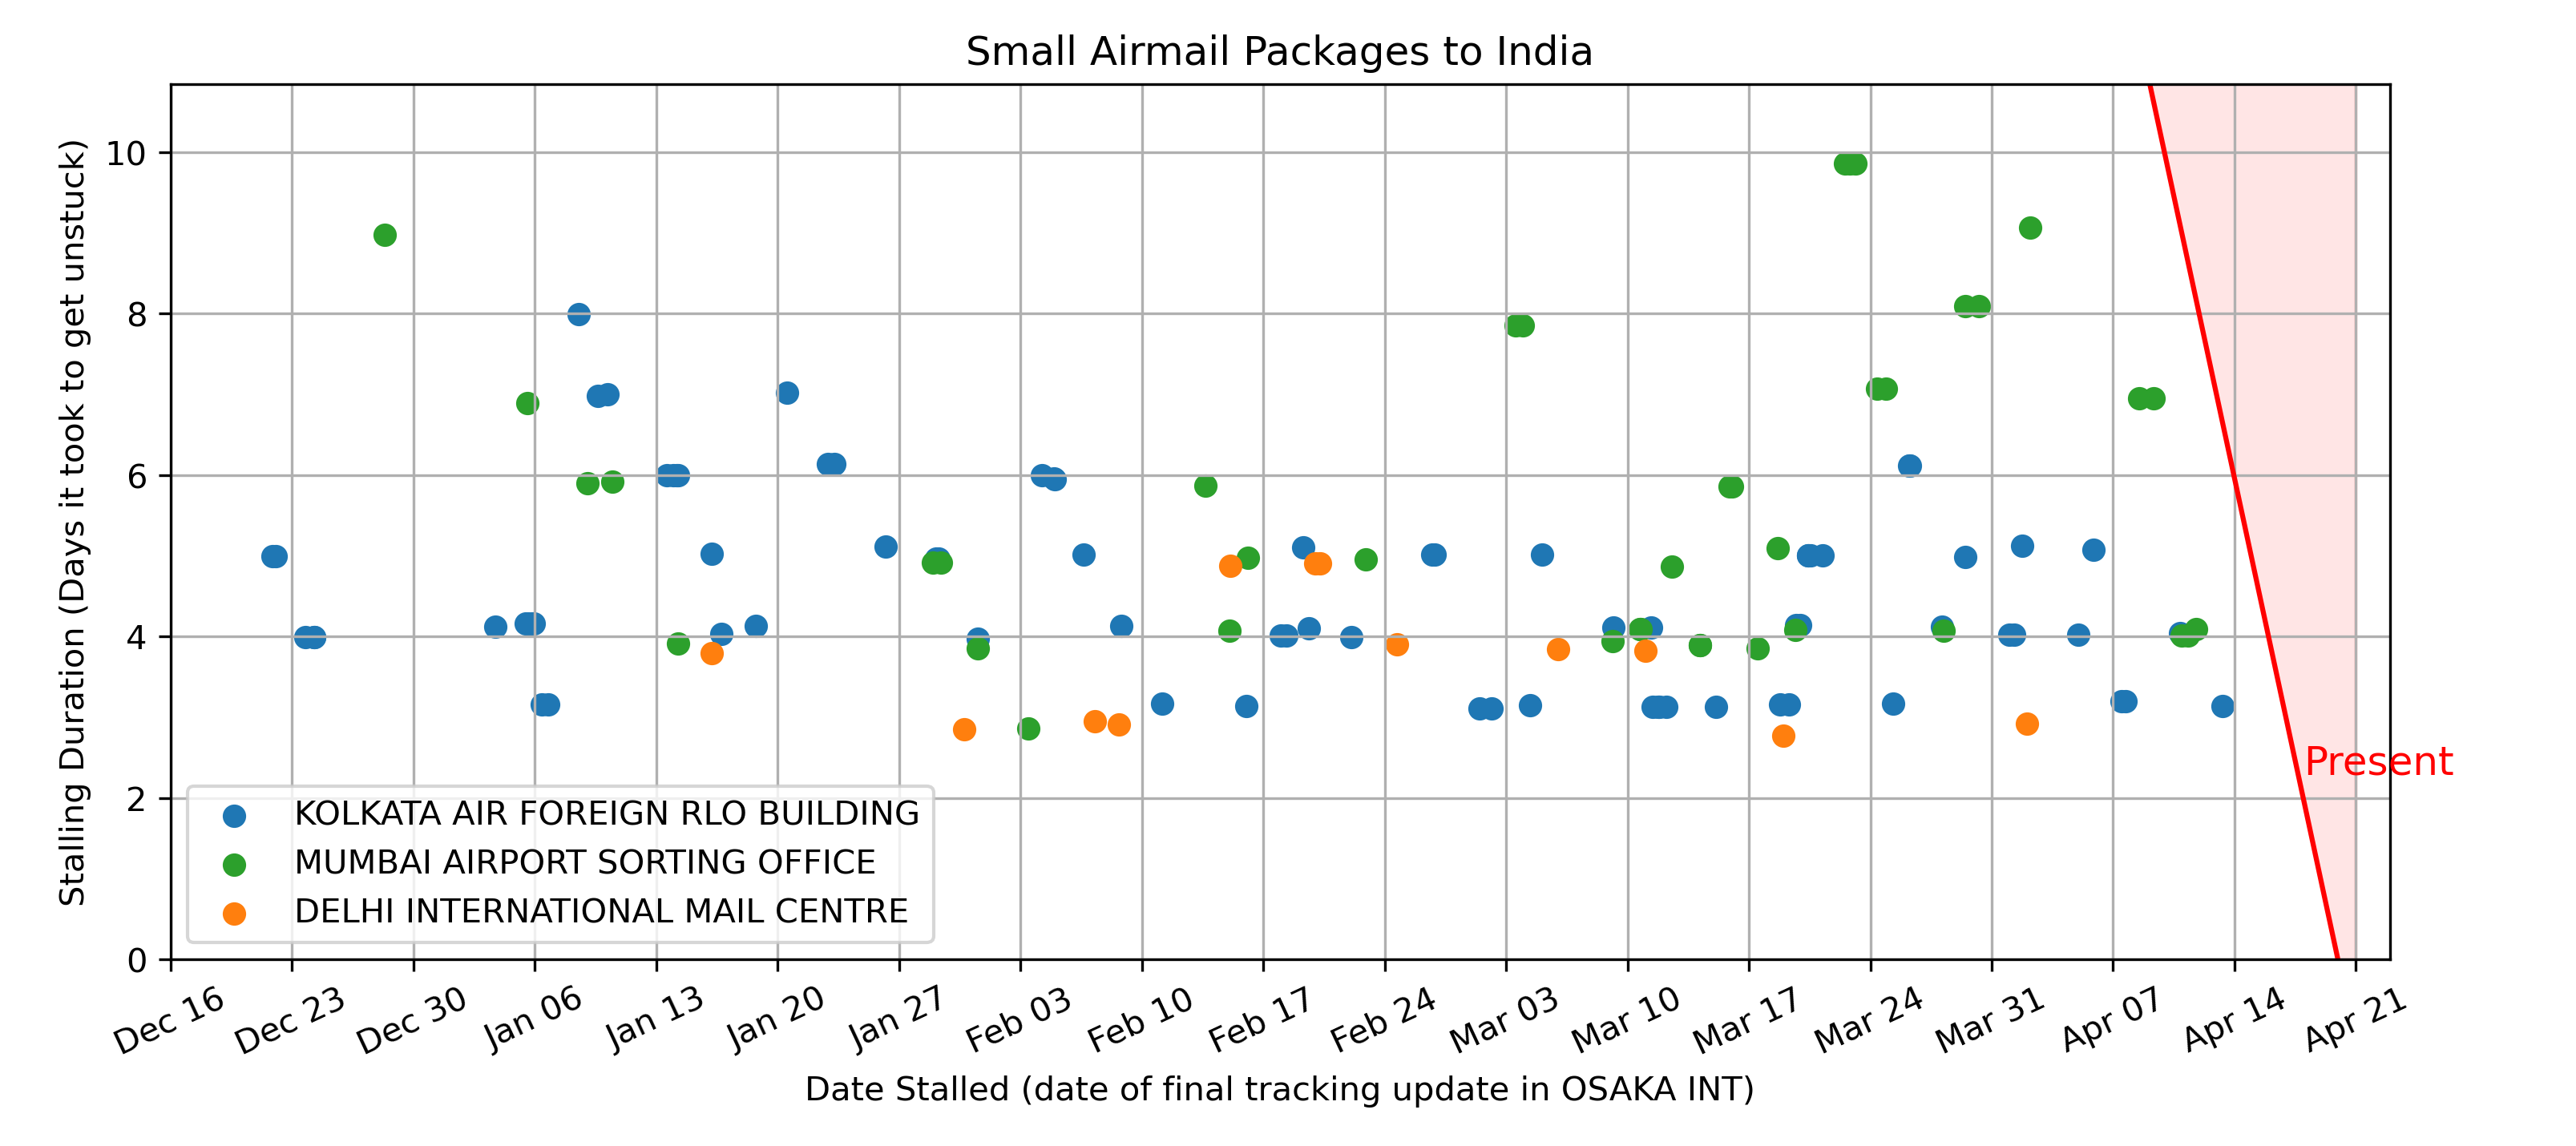 Small Airmail Packages to India
Stalling Duration (Days it took to get unstuck)
10
8
6
4
2
0
Present
KOLKATA AIR FOREIGN RLO BUILDING
MUMBAI AIRPORT SORTING OFFICE
DELHI INTERNATIONAL MAIL CENTRE
Dec 16 Dec 23 Dec 30 Jan 06 Jan 13 Jan 20 Jan 27 Feb 03 Feb 10 Feb 17 Feb 24 Mar 03 Mar 10 Mar 17 Mar 24 Mar 31 Apr 07 Apr 14 Apr 21
Date Stalled (date of final tracking update in OSAKA INT)